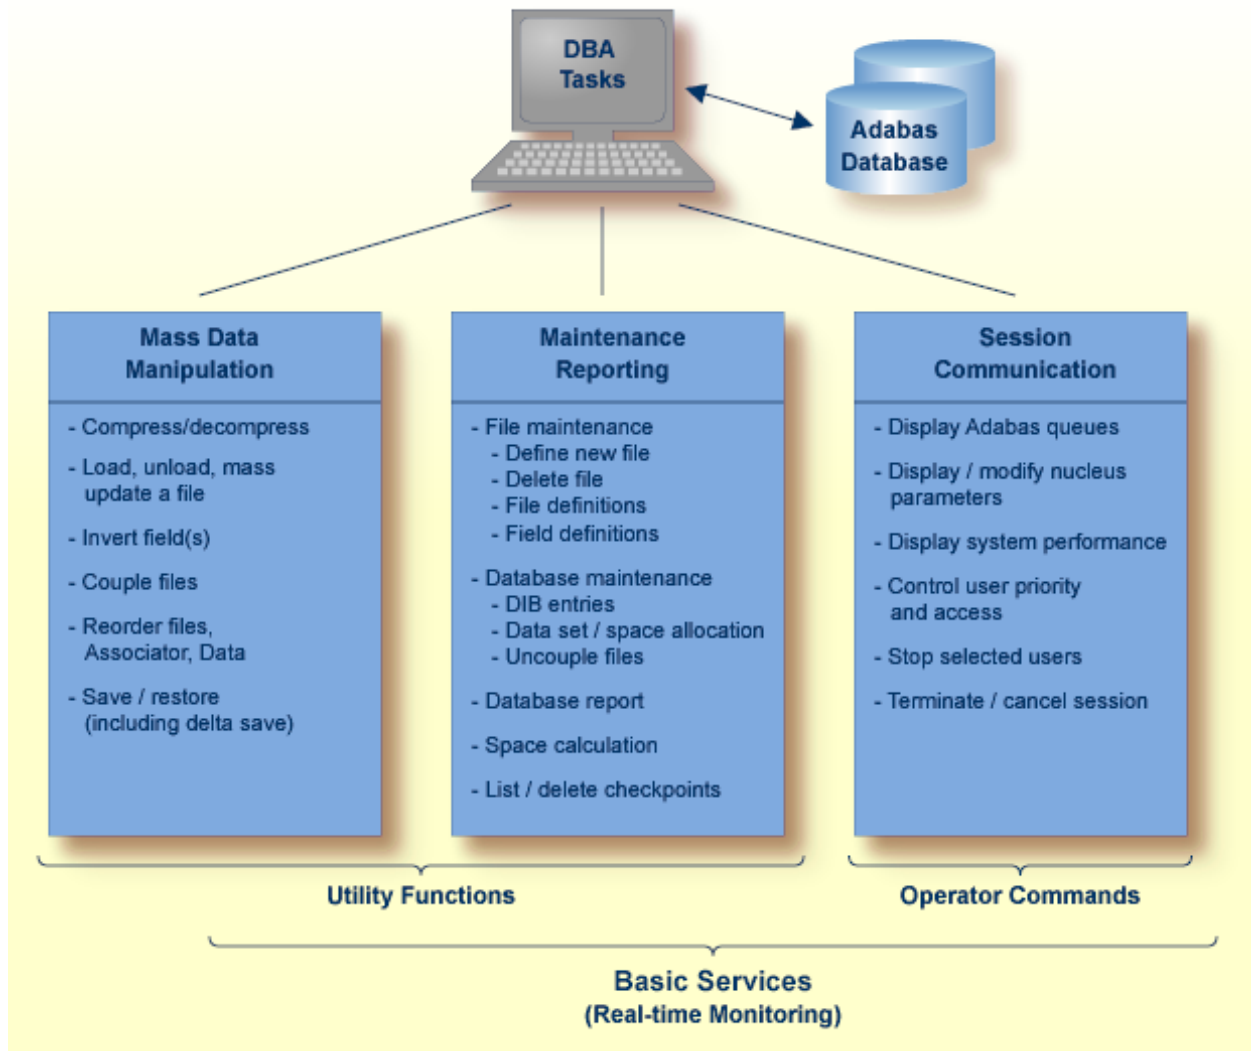 DBA
Tasks
Adabas
Database
Mass Data
Manipulation
- Compress/decompress
- Load, unload, mass
update a file
- Invert field(s)
- Couple files
- Reorder files,
Associator, Data
- Save / restore
(including delta save)
Maintenance
Reporting
- File maintenance
- Define new file
- Delete file
- File definitions
- Field definitions
- Database maintenance
- DIB entries
- Data set / space allocation
- Uncouple files
- Database report
- Space calculation
- List / delete checkpoints
Session
Communication
- Display Adabas queues
- Display / modify nucleus
parameters
- Display system performance
- Control user priority
and access
- Stop selected users
- Terminate / cancel session
Utility Functions
Operator Commands
Basic Services
(Real-time Monitoring)